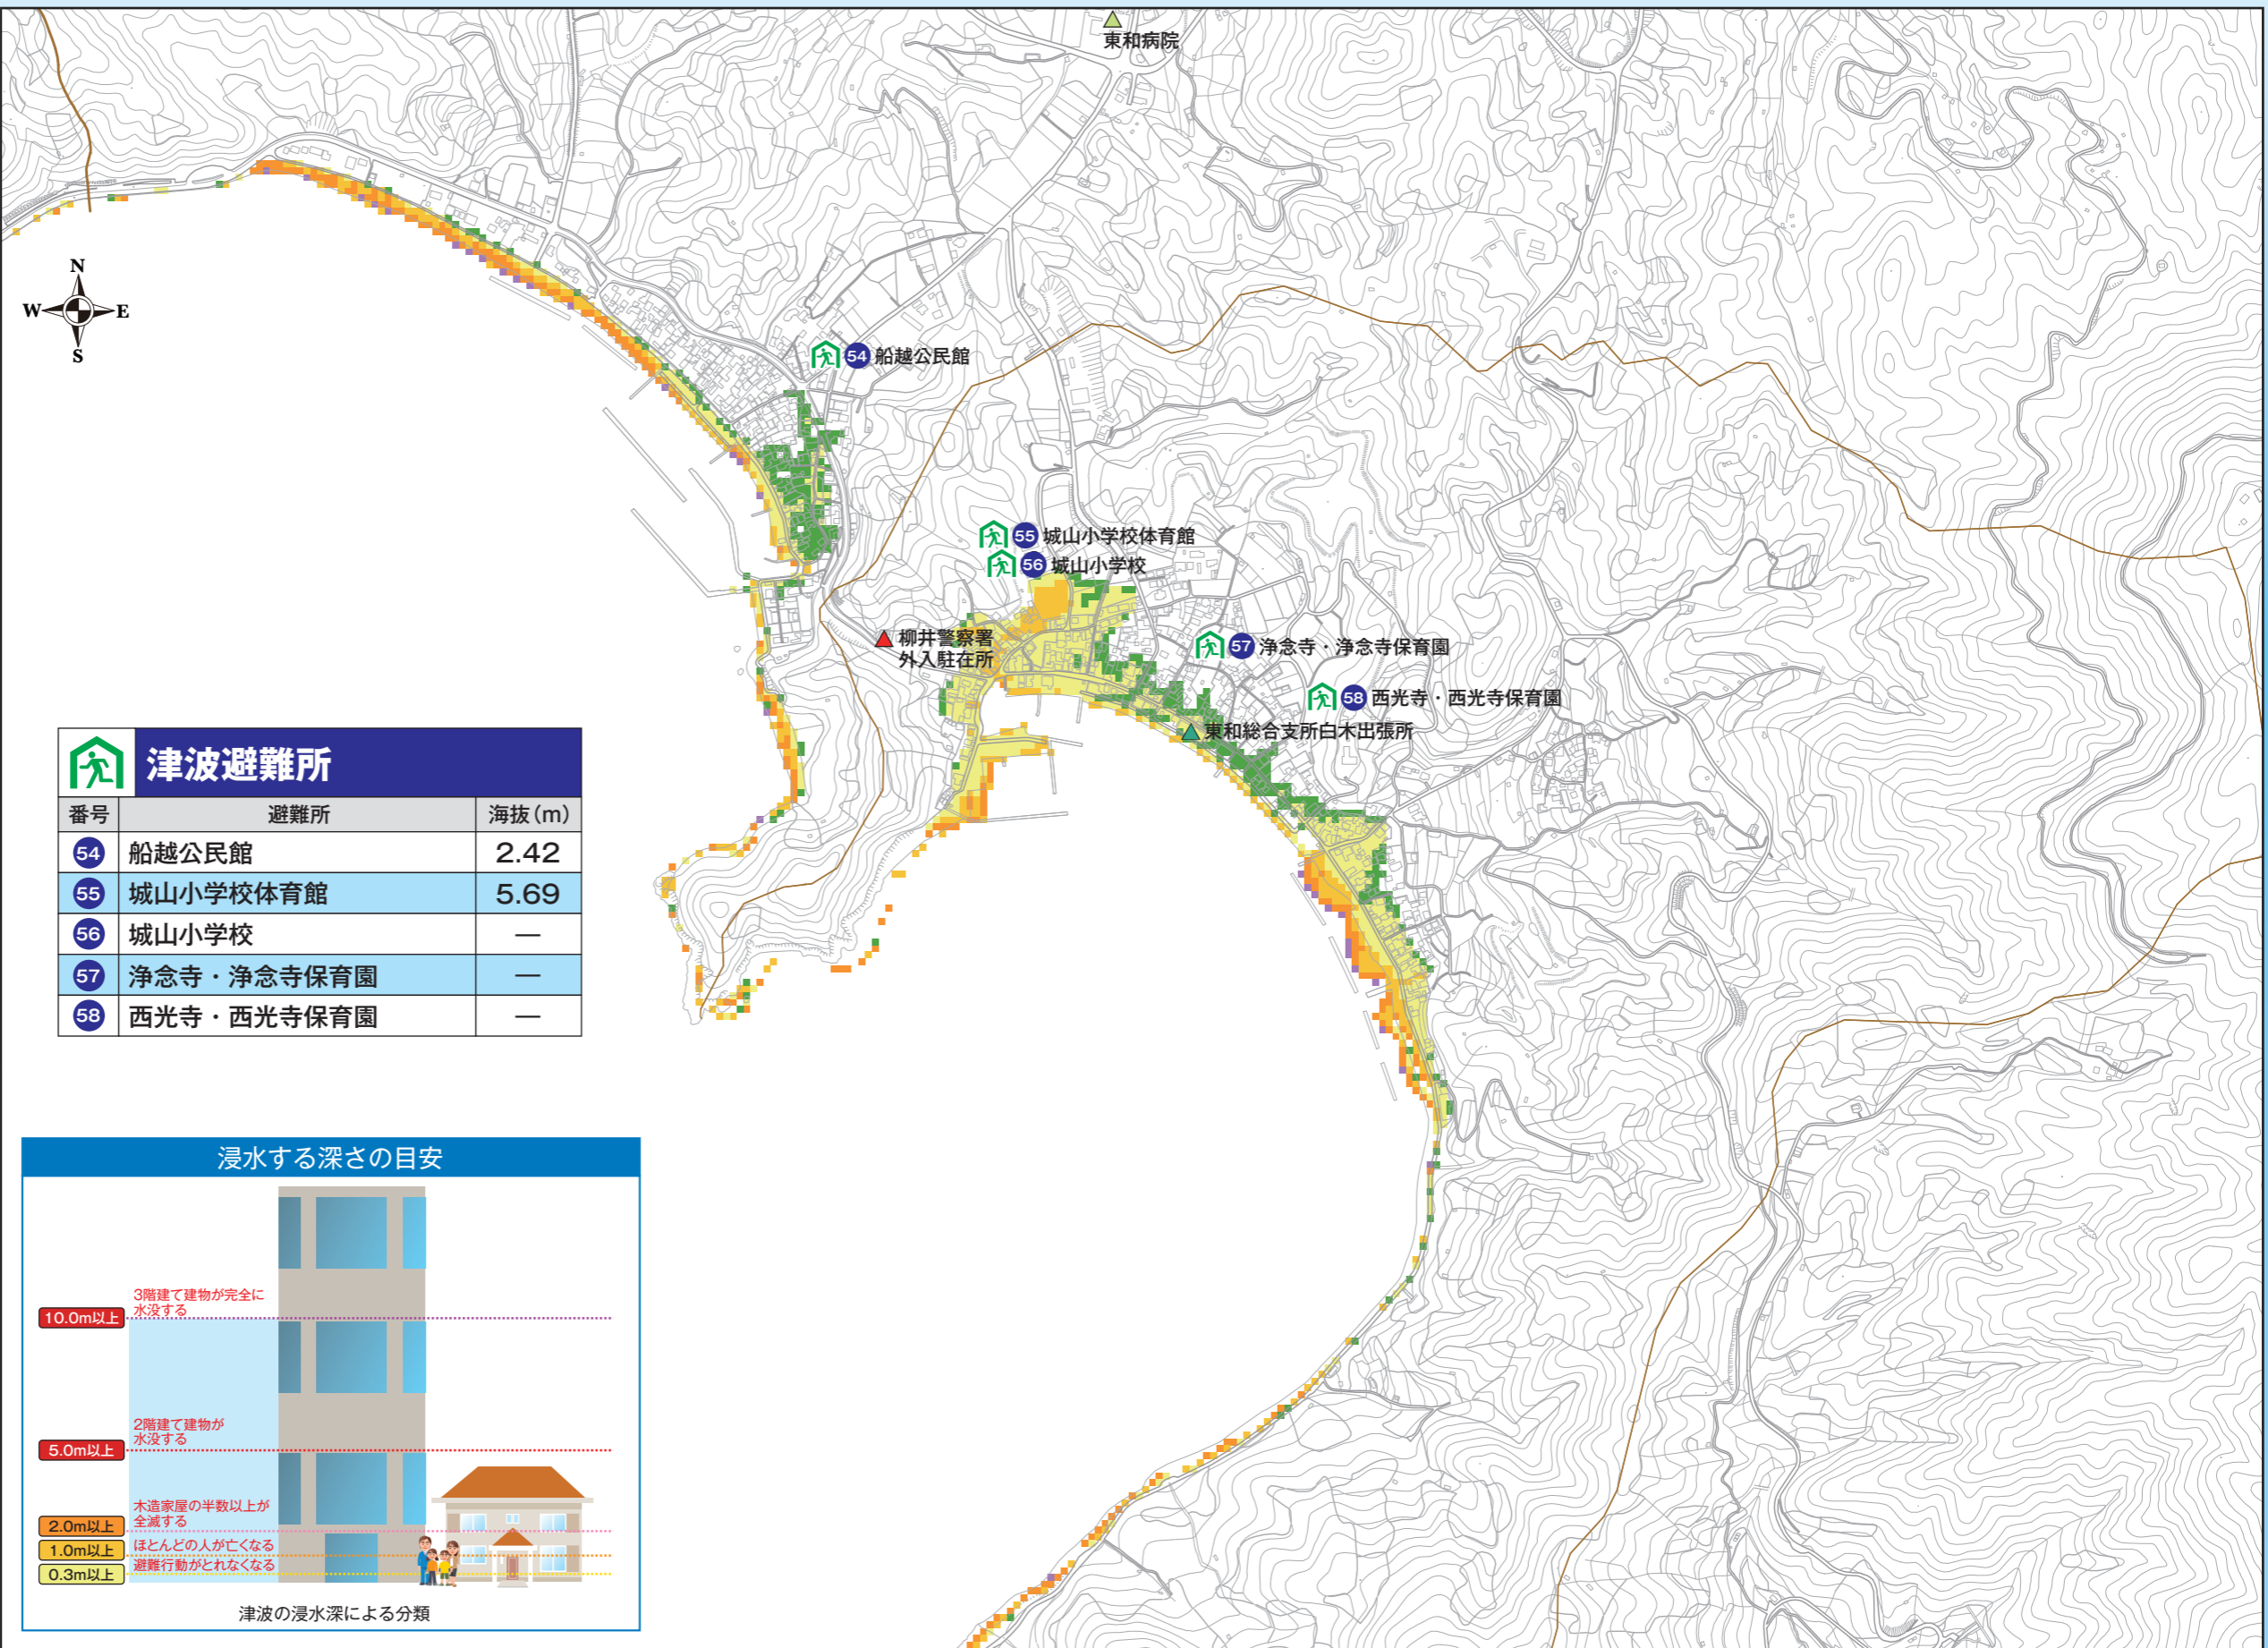 東和病院
N
W
E
S
54 船越公民館
55 城山小学校体育館
56 城山小学校
柳井警察署
外入駐在所
57 浄念寺・浄念寺保育園
58 西光寺・西光寺保育園
東和総合支所白木出張所
津波避難所
番号 避難所 海抜(m)
54 船越公民館 2.42
55 城山小学校体育館 5.69
56 城山小学校 —
57 浄念寺・浄念寺保育園 —
58 西光寺・西光寺保育園 —
浸水する深さの目安
3階建て建物が完全に
水没する
10.0m以上
2階建て建物が
水没する
5.0m以上
木造家屋の半数以上が
全滅する
2.0m以上
1.0m以上 ほとんどの人が亡くなる
避難行動がとれなくなる
0.3m以上
津波の浸水深による分類